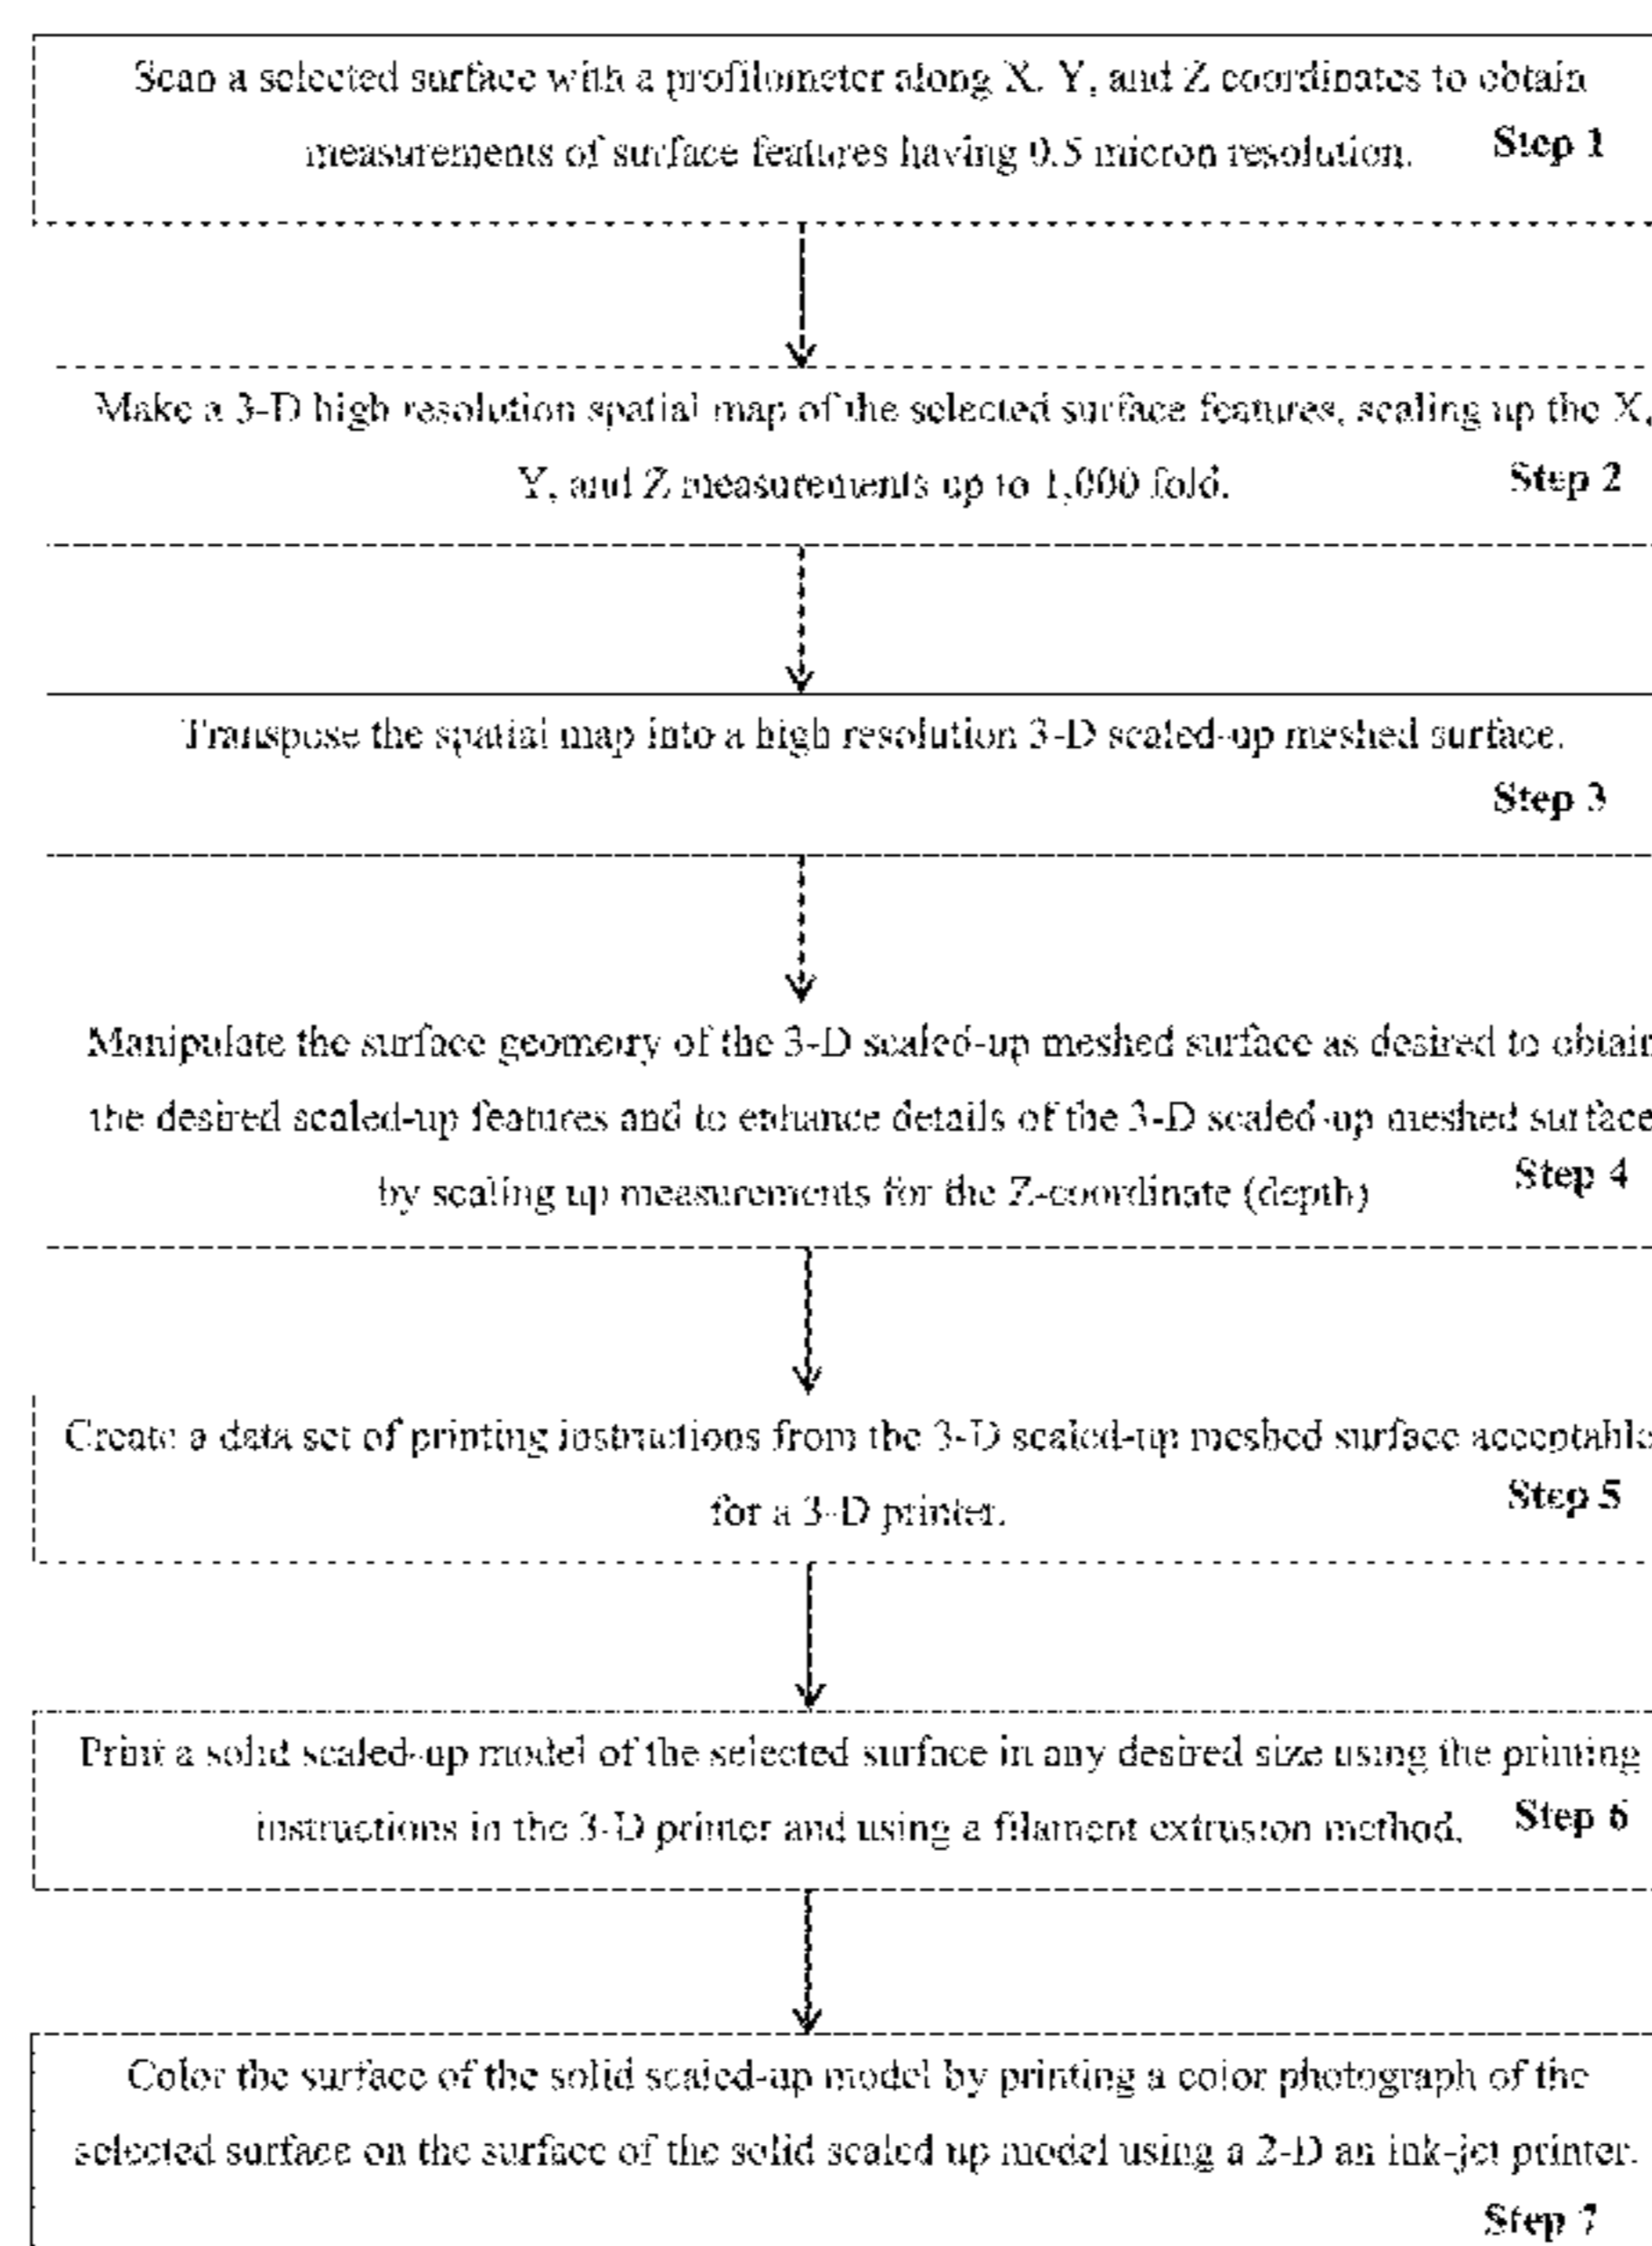 Scan a selected surface with a profilometer along X, Y, and Z coordinates to obtain
measurements of surface features having 0.5 micron resolution. Step 1
Make a 3-D high resolution spatial map of the selected surface features, scaling up the X,
Y, and Z measurements up to 1,000 fold. Step 2
Transpose the spatial map into a high resolution 3-D scaled-up meshed surface.
Step 3
Manipulate the surface geometry of the 3-D scaled-up meshed surface as desired to obtain
the desired scaled-up features and to enhance details of the 3-D scaled-up meshed surface
by scaling up measurements for the Z-coordinate (depth) Step 4
Create a data set of printing instructions from the 3-D scaled-up meshed surface acceptable
for a 3-D printer. Step 5
Print a solid scaled-up model of the selected surface in any desired size using the printing
instructions in the 3-D printer and using a filament extrusion method. Step 6
Color the surface of the solid scaled-up model by printing a color photograph of the
selected surface on the surface of the solid scaled up model using a 2-D an ink-jet printer.
Step 7